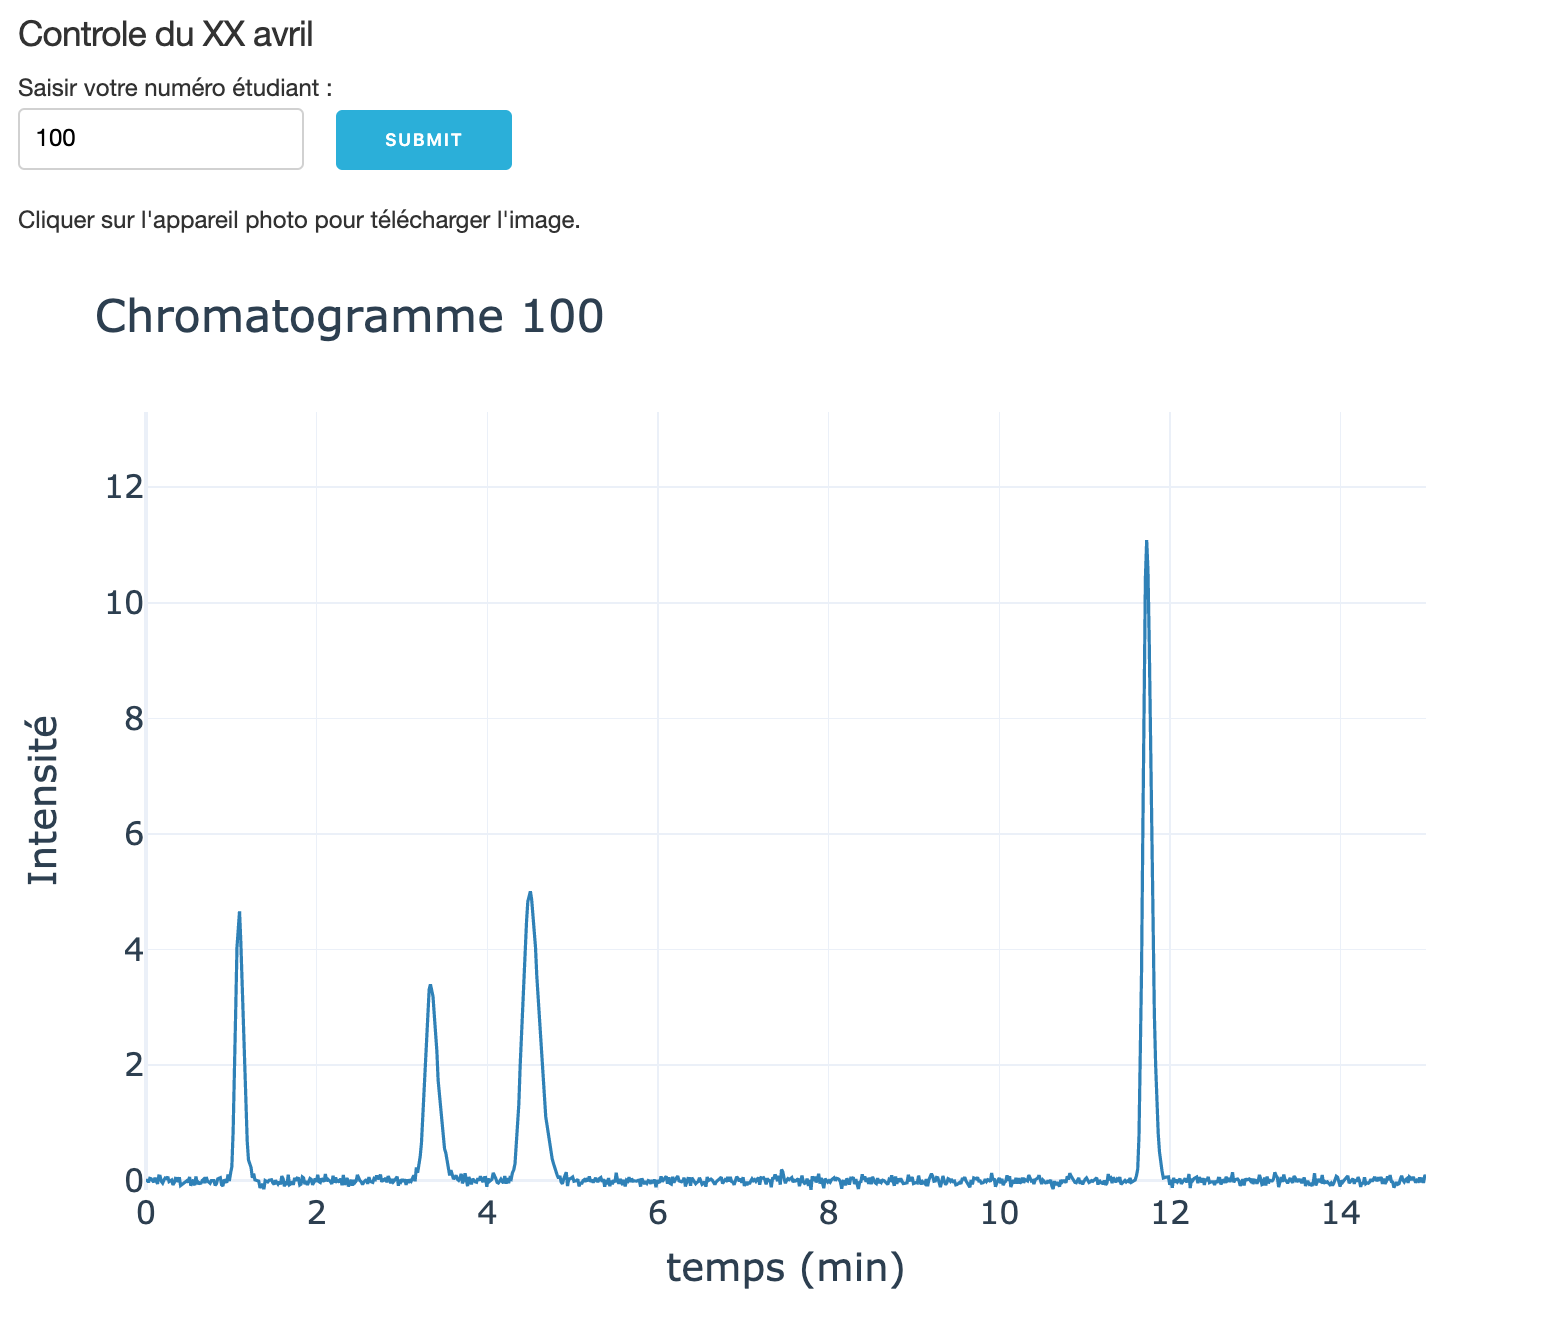 Controle du XX avril
Saisir votre numéro étudiant :
100
SUBMIT
Cliquer sur l'appareil photo pour télécharger l'image.
Chromatogramme 100
12
10
8
6
4
2
0
Intensité
0 2 4 6 8 10 12 14
temps (min)